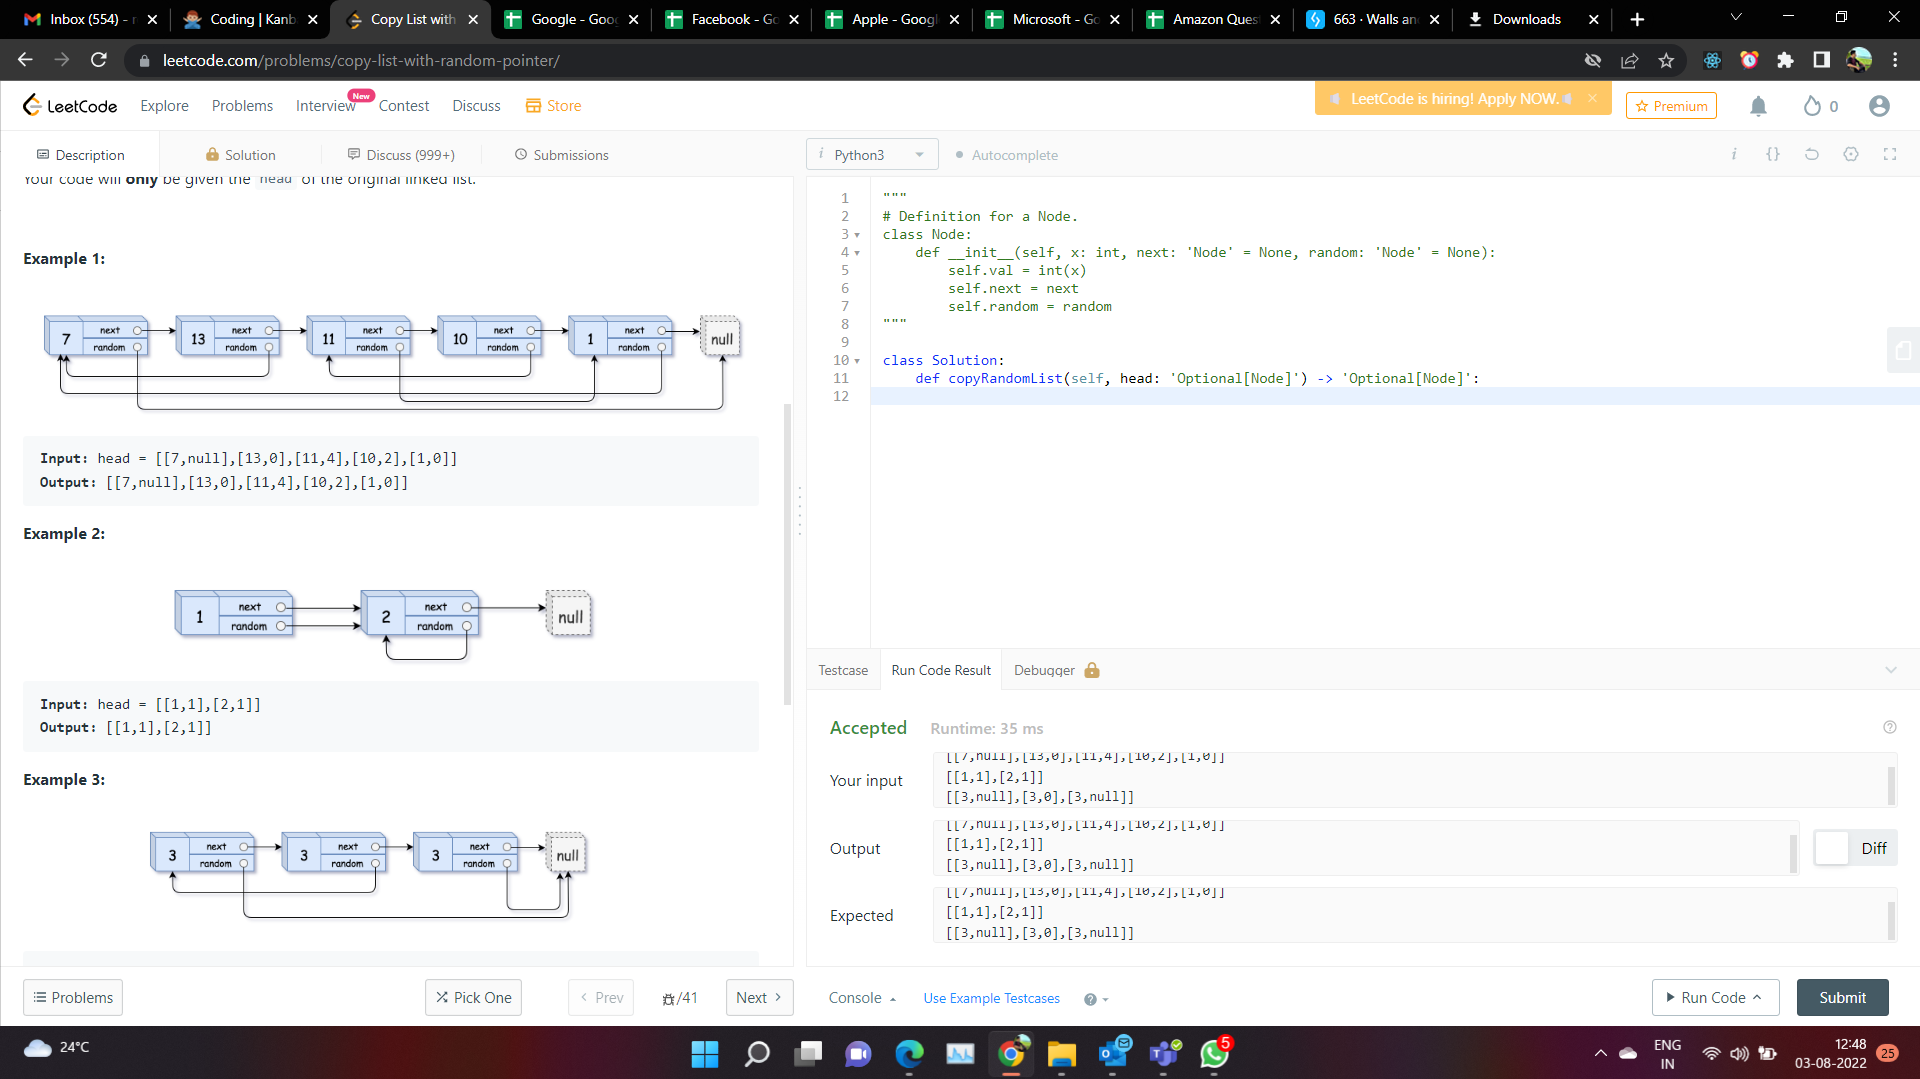 Inbox (554) -
Coding | Kanb
Copy List with
Google - Goog
Facebook - Go
Apple - Googl
Microsoft - Go
Amazon Ques
663 · Walls an
Downloads
leetcode.com/problems/copy-list-with-random-pointer/
LeetCode
Explore
Problems
Interview
New
Contest
Discuss
Store
LeetCode is hiring! Apply NOW.
Premium
0
Description
Solution
Discuss (999+)
Submissions
Python3
Autocomplete
Your code will only be given the head of the original linked list.
Example 1:
7 next random
13 next random
11 next random
10 next random
1 next random
null
Input: head = [[7,null],[13,0],[11,4],[10,2],[1,0]]
Output: [[7,null],[13,0],[11,4],[10,2],[1,0]]
Example 2:
1 next random
2 next random
null
Input: head = [[1,1],[2,1]]
Output: [[1,1],[2,1]]
Example 3:
3 next random
3 next random
3 next random
null
Problems
Pick One
Prev
/41
Next
1 """
2 # Definition for a Node.
3 class Node:
4 def __init__(self, x: int, next: 'Node' = None, random: 'Node' = None):
5 self.val = int(x)
6 self.next = next
7 self.random = random
8 """
9
10 class Solution:
11 def copyRandomList(self, head: 'Optional[Node]') -> 'Optional[Node]':
12
Testcase
Run Code Result
Debugger
Accepted
Runtime: 35 ms
Your input
[[7,null],[13,0],[11,4],[10,2],[1,0]]
[[1,1],[2,1]]
[[3,null],[3,0],[3,null]]
Output
[[7,null],[13,0],[11,4],[10,2],[1,0]]
[[1,1],[2,1]]
[[3,null],[3,0],[3,null]]
Diff
Expected
[[7,null],[13,0],[11,4],[10,2],[1,0]]
[[1,1],[2,1]]
[[3,null],[3,0],[3,null]]
Console
Use Example Testcases
Run Code
Submit
24°C
5
ENG
IN
12:48
03-08-2022
25